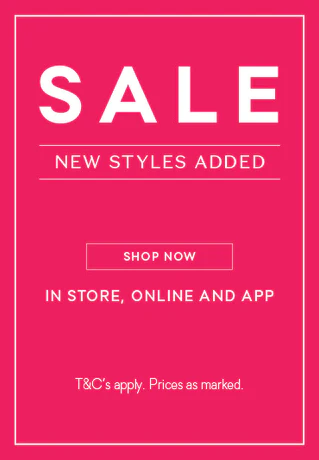 SALE
NEW STYLES ADDED
SHOP NOW
IN STORE, ONLINE AND APP
T&C's apply. Prices as marked.